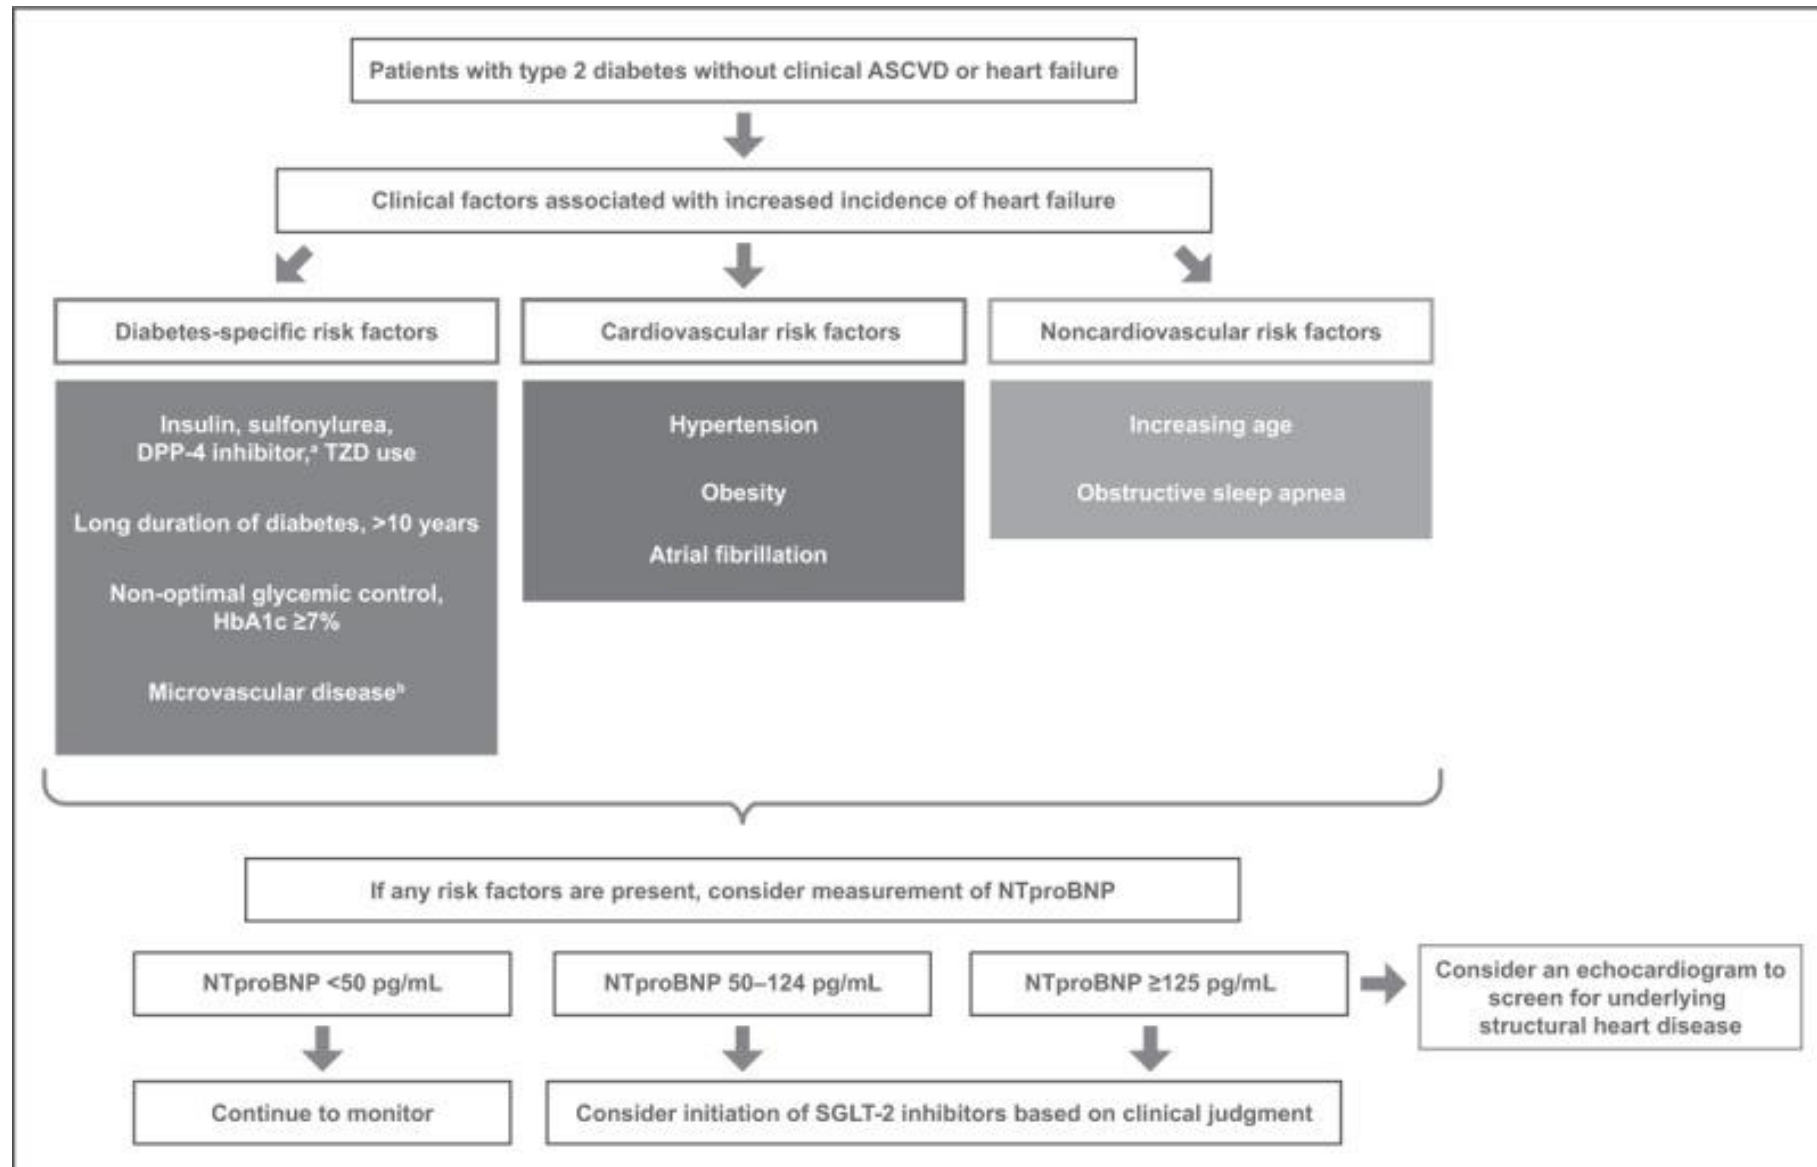 Patients with type 2 diabetes without clinical ASCVD or heart failure
Clinical factors associated with increased incidence of heart failure
Diabetes-specific risk factors
Insulin, sulfonylurea,
DPP-4 inhibitor,ᵃ TZD use
Long duration of diabetes, >10 years
Non-optimal glycemic control,
HbA1c ≥7%
Microvascular diseaseᵇ
Cardiovascular risk factors
Hypertension
Obesity
Atrial fibrillation
Noncardiovascular risk factors
Increasing age
Obstructive sleep apnea
If any risk factors are present, consider measurement of NTproBNP
NTproBNP <50 pg/mL
NTproBNP 50–124 pg/mL
NTproBNP ≥125 pg/mL
Consider an echocardiogram to
screen for underlying
structural heart disease
Continue to monitor
Consider initiation of SGLT-2 inhibitors based on clinical judgment